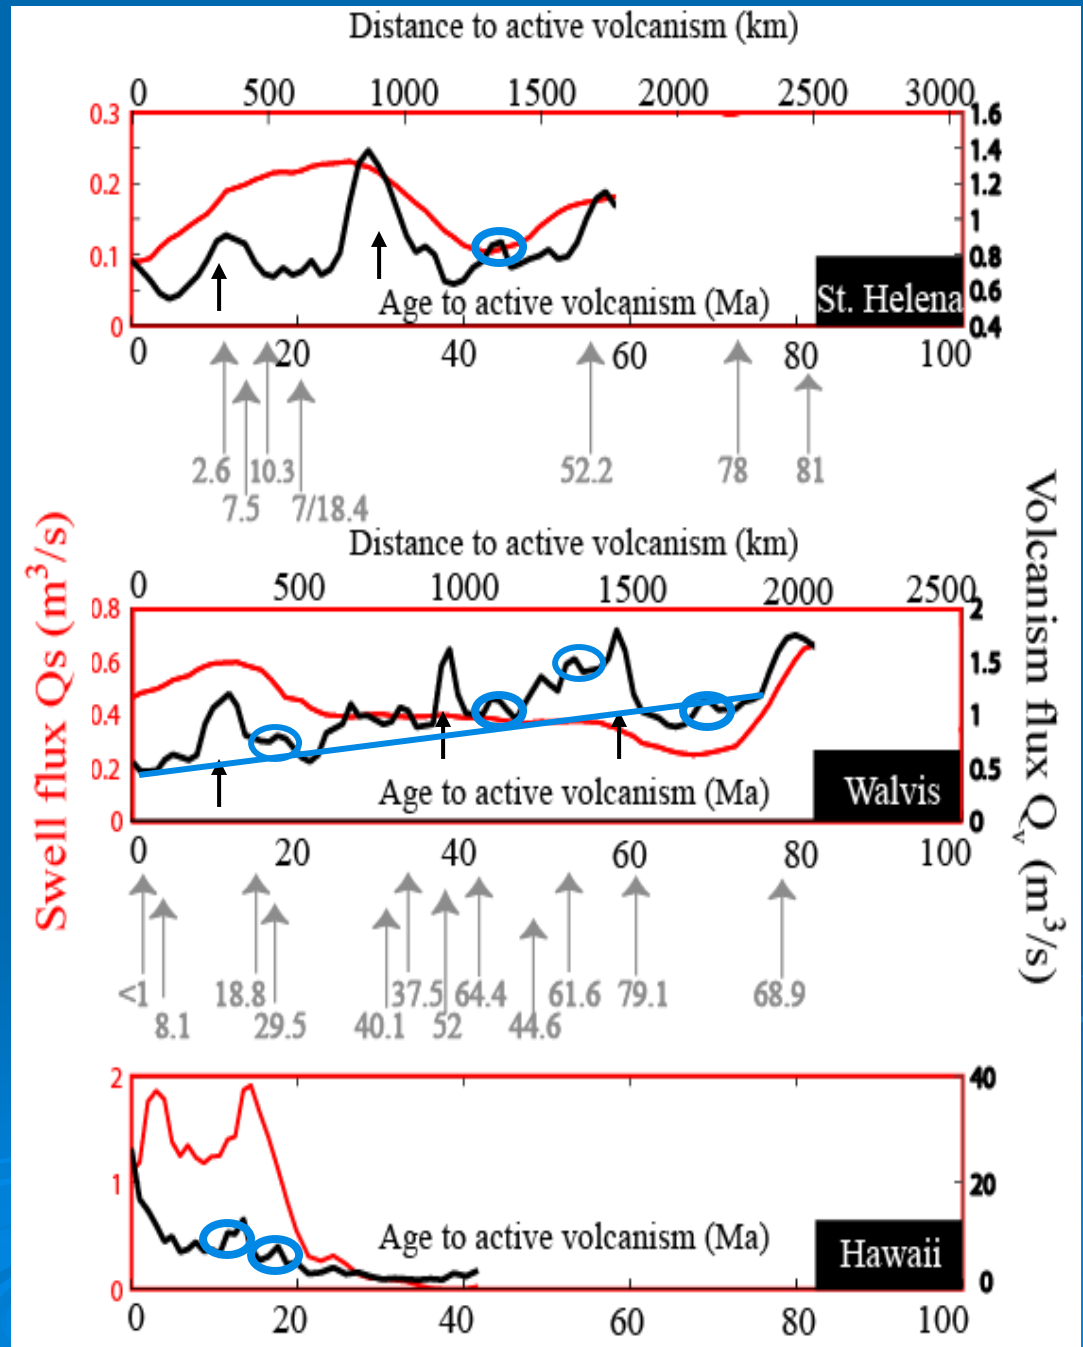 Distance to active volcanism (km)
0 500 1000 1500 2000 2500 3000
0.3 1.6
1.4
0.2 1.2
1
0.1 0.8
Age to active volcanism (Ma) St. Helena 0.6
0 0.4
0 20 40 60 80 100
2.6 10.3 52.2 78 81
7.5 7/18.4
Distance to active volcanism (km)
0 500 1000 1500 2000 2500
0.8 2
0.6 1.5
0.4 1
0.2 0.5
Age to active volcanism (Ma) Walvis
0 0
0 20 40 60 80 100
<1 18.8 37.5 64.4 61.6 79.1 68.9
8.1 29.5 40.1 52 44.6
Swell flux Qs (m³/s)
Volcanism flux Qᵥ (m³/s)
2 40
1 20
Age to active volcanism (Ma) Hawaii
0 0
0 20 40 60 80 100